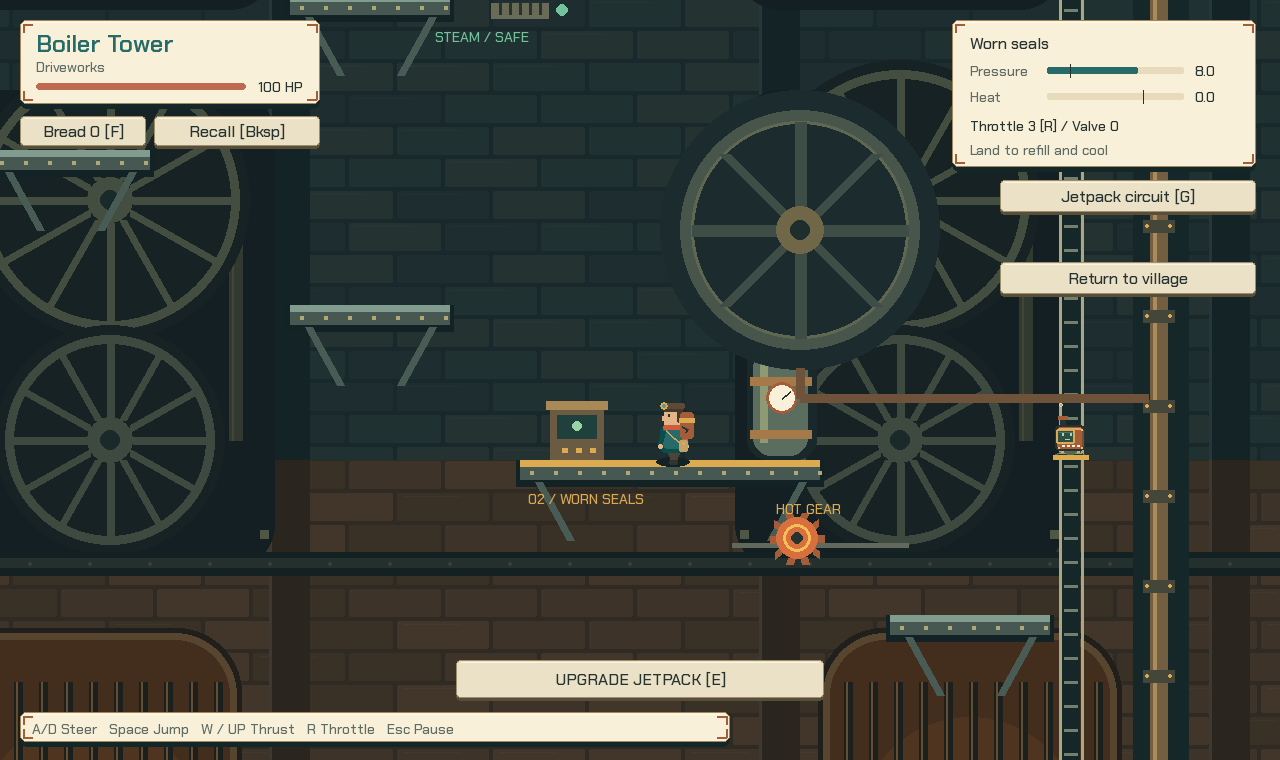 STEAM / SAFE
Boiler Tower
Driveworks
100 HP
Bread 0 [F]
Recall [Bksp]
Worn seals
Pressure 8.0
Heat 0.0
Throttle 3 [R] / Valve 0
Land to refill and cool
Jetpack circuit [G]
Return to village
02 / WORN SEALS
HOT GEAR
UPGRADE JETPACK [E]
A/D Steer Space Jump W / UP Thrust R Throttle Esc Pause